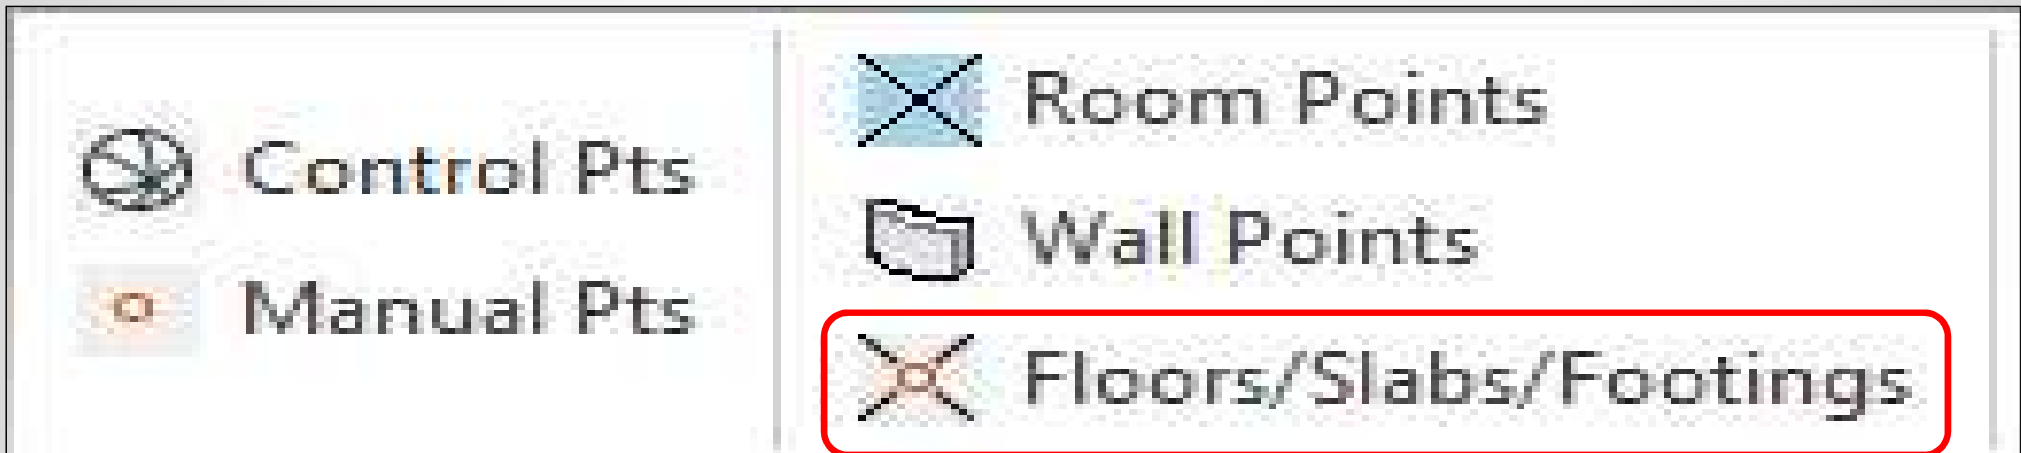 Control Pts
Manual Pts
Room Points
Wall Points
Floors/Slabs/Footings